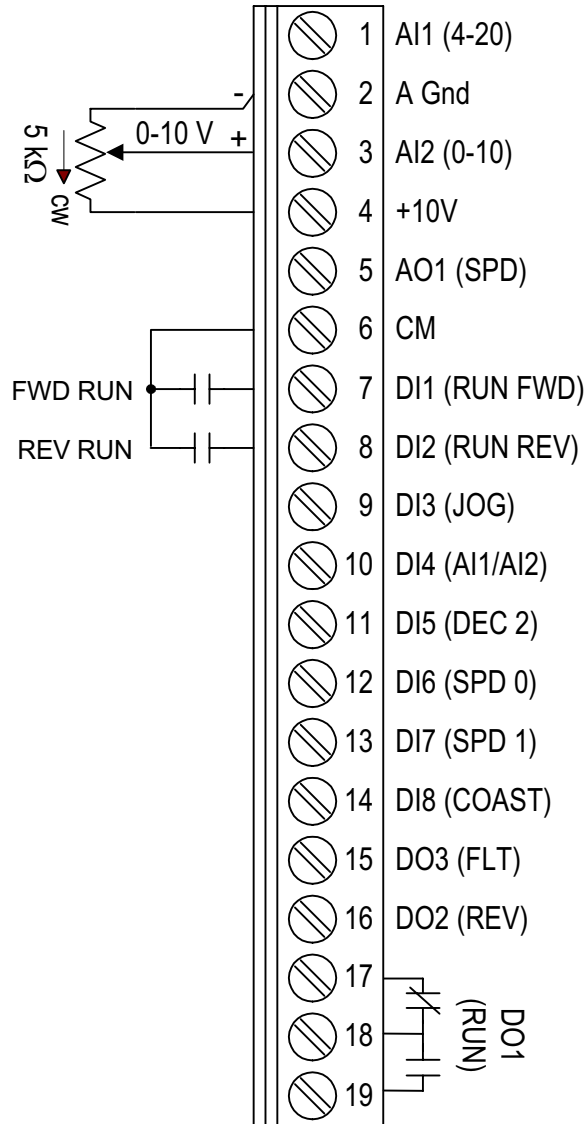 1 AI1 (4-20)
- 2 A Gnd
5 kΩ
CW
0-10 V + 3 AI2 (0-10)
4 +10V
5 AO1 (SPD)
6 CM
FWD RUN 7 DI1 (RUN FWD)
REV RUN 8 DI2 (RUN REV)
9 DI3 (JOG)
10 DI4 (AI1/AI2)
11 DI5 (DEC 2)
12 DI6 (SPD 0)
13 DI7 (SPD 1)
14 DI8 (COAST)
15 DO3 (FLT)
16 DO2 (REV)
17
18
19
DO1
(RUN)